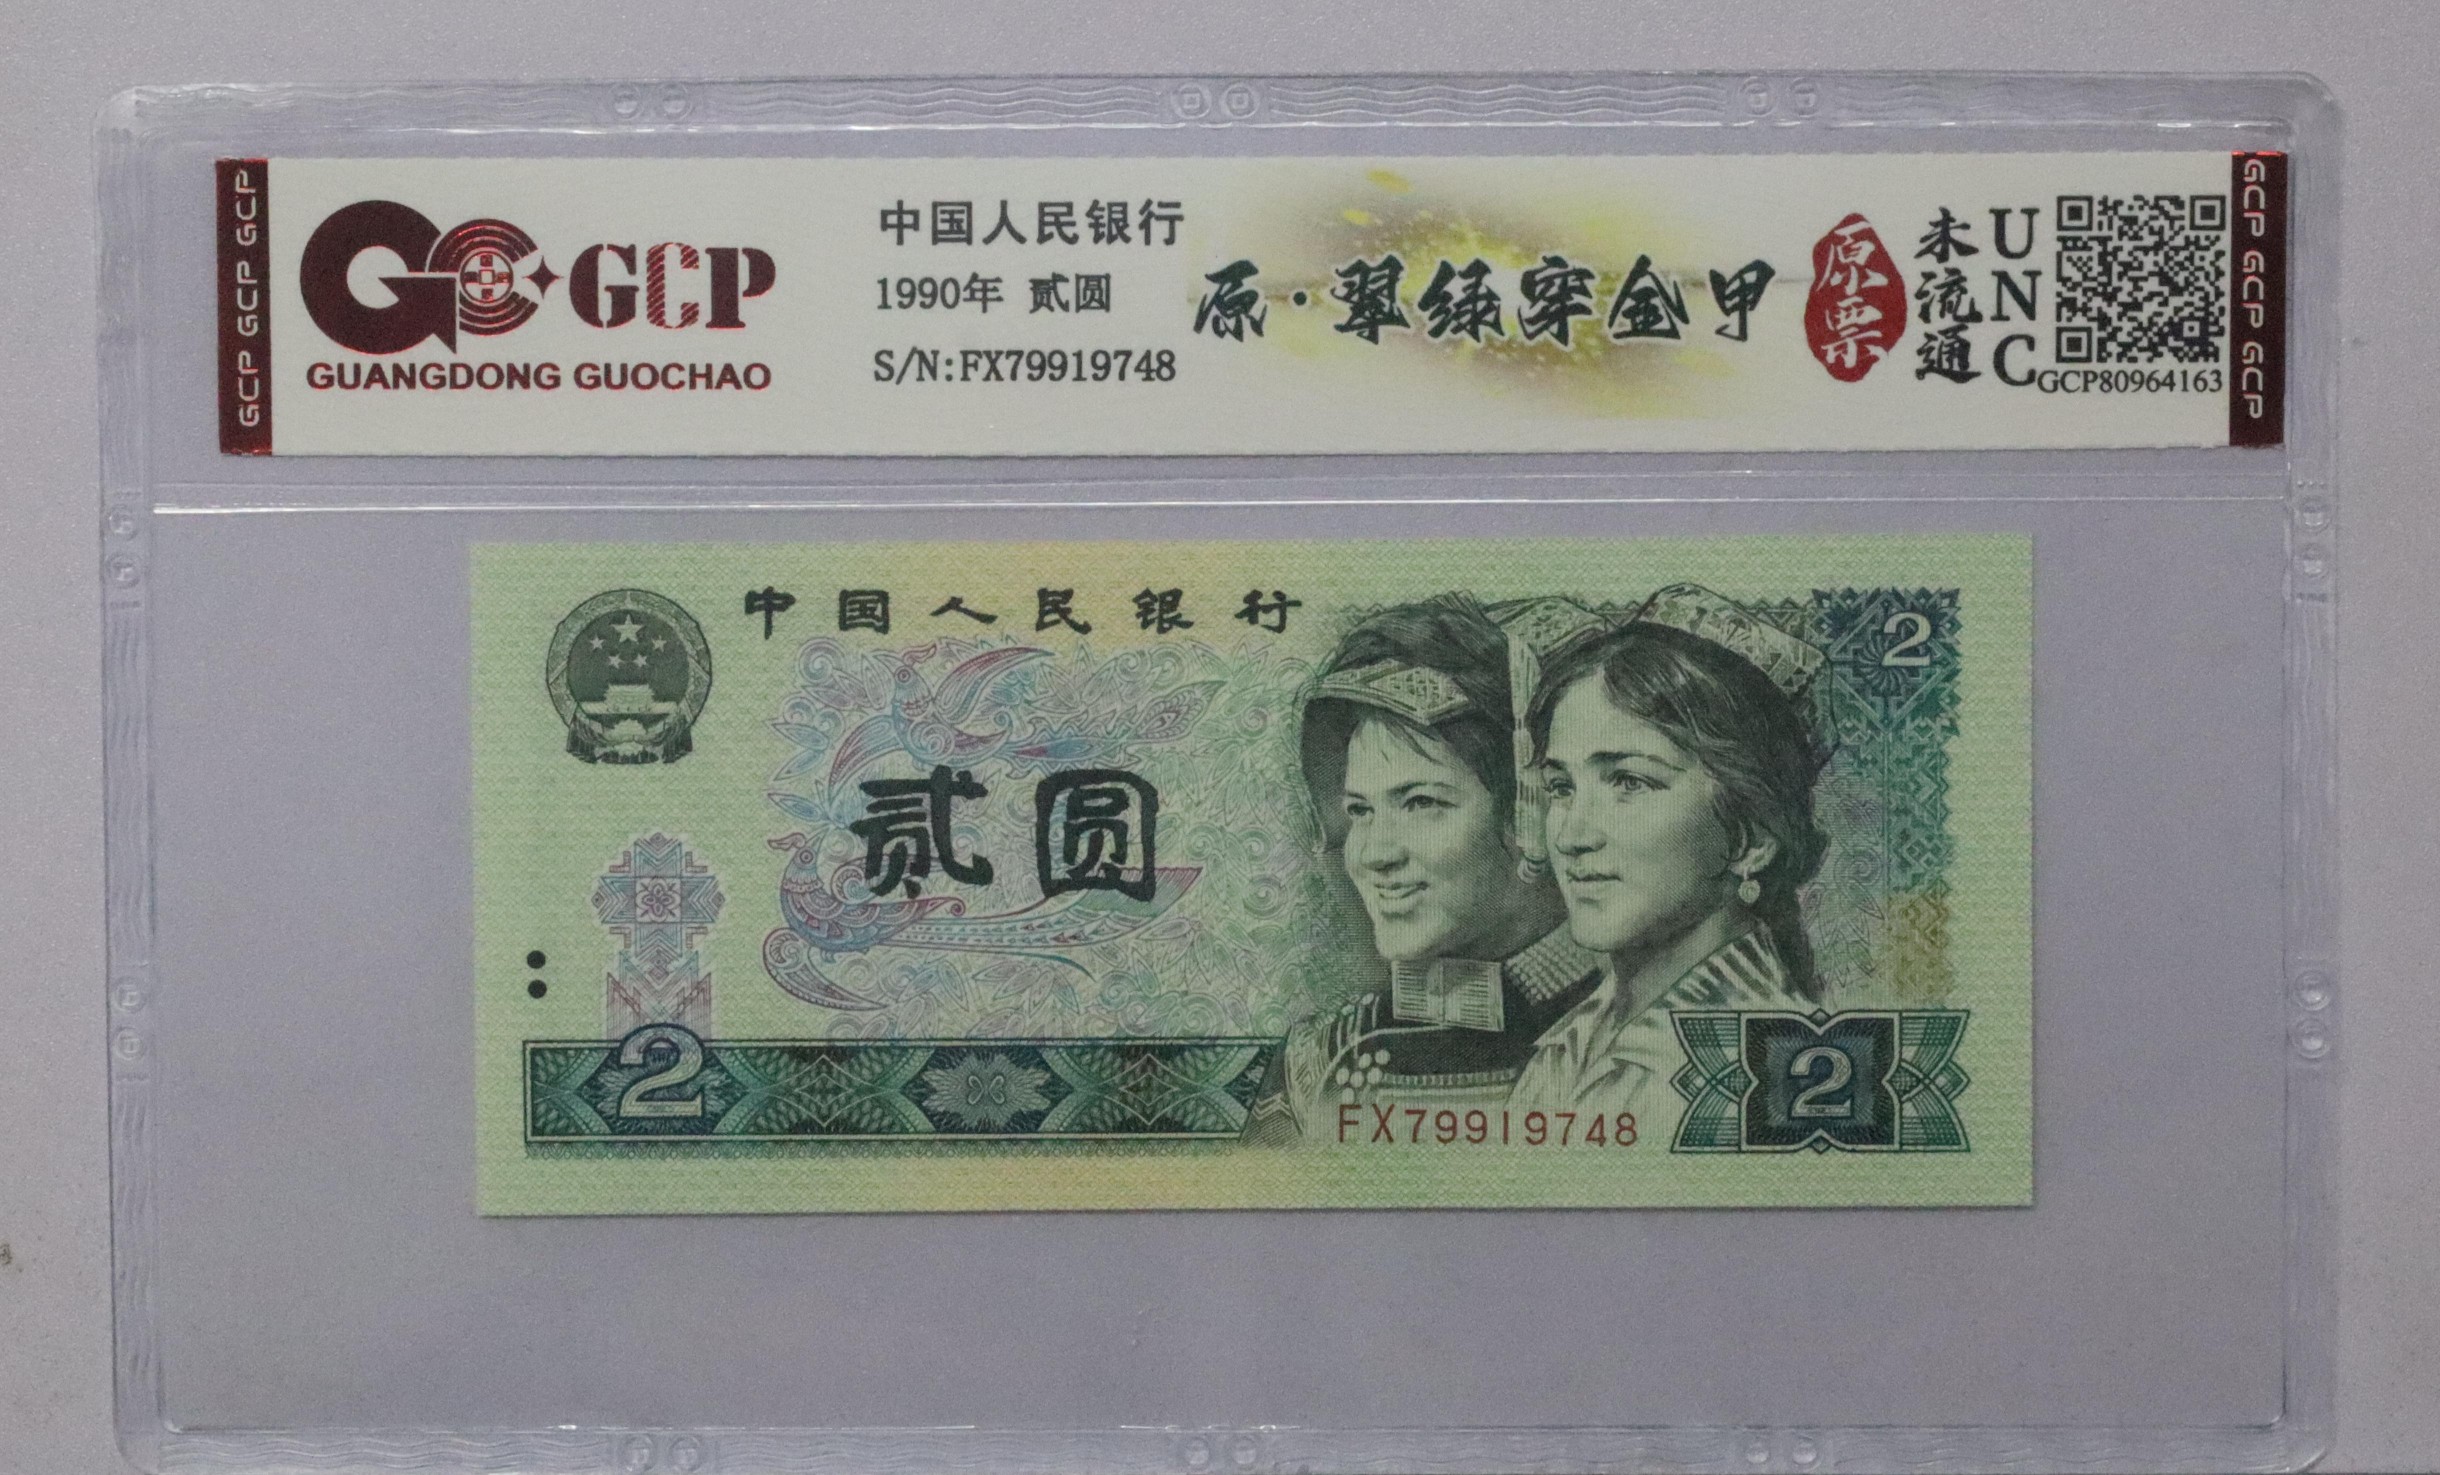 GCP GCP GCP
GCP
GUANGDONG GUOCHAO
中国人民银行
1990年 贰圆
S/N:FX79919748
原·翠绿穿金甲
原票
未流通
UNC
GCP80964163
GCP GCP GCP
中国人民银行
2
贰圆
2
FX79919748
2